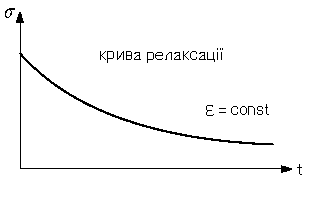 σ
крива релаксації
Ɛ = const
t